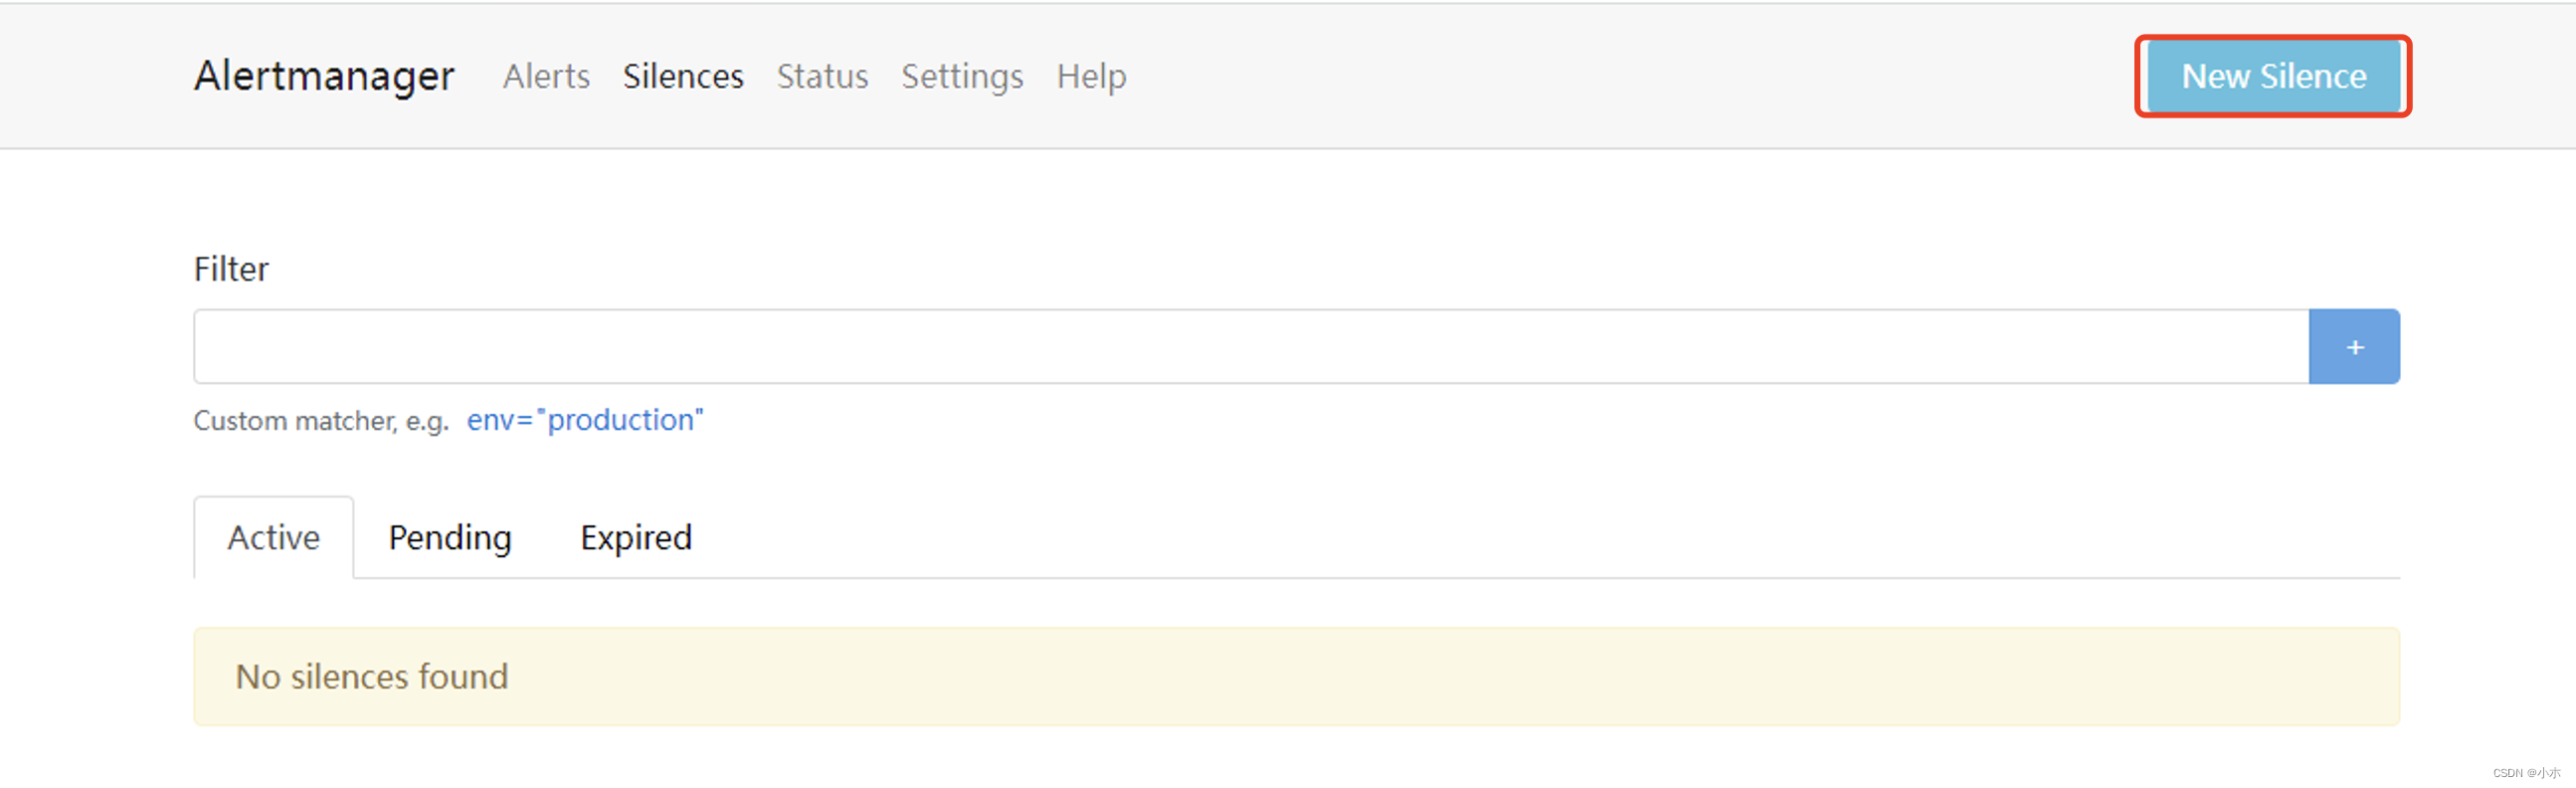 Alertmanager Alerts Silences Status Settings Help New Silence
Filter
+
Custom matcher, e.g. env="production"
Active Pending Expired
No silences found
CSDN @小朩